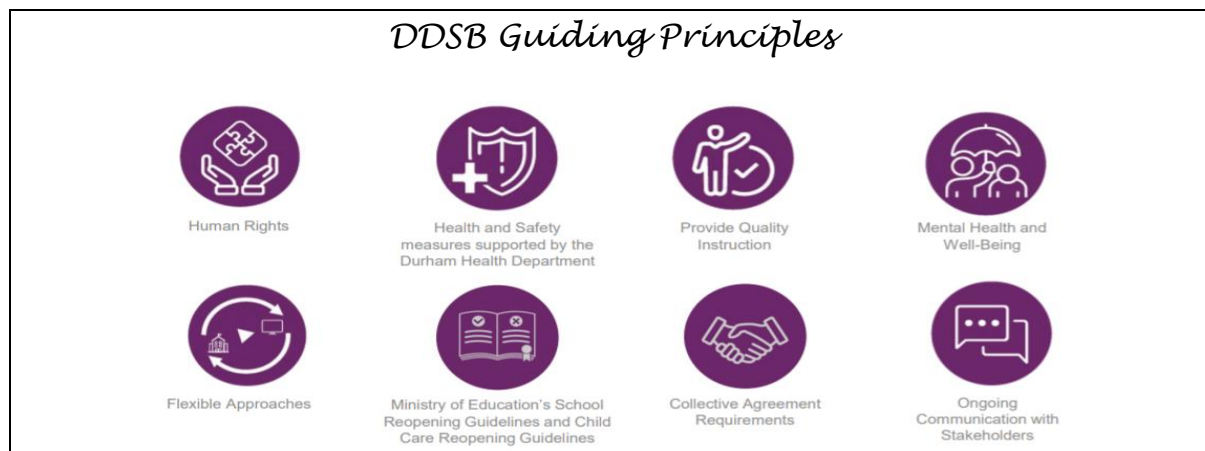 DDSB Guiding Principles
Human Rights
Health and Safety
measures supported by the
Durham Health Department
Provide Quality
Instruction
Mental Health and
Well-Being
Flexible Approaches
Ministry of Education's School
Reopening Guidelines and Child
Care Reopening Guidelines
Collective Agreement
Requirements
Ongoing
Communication with
Stakeholders